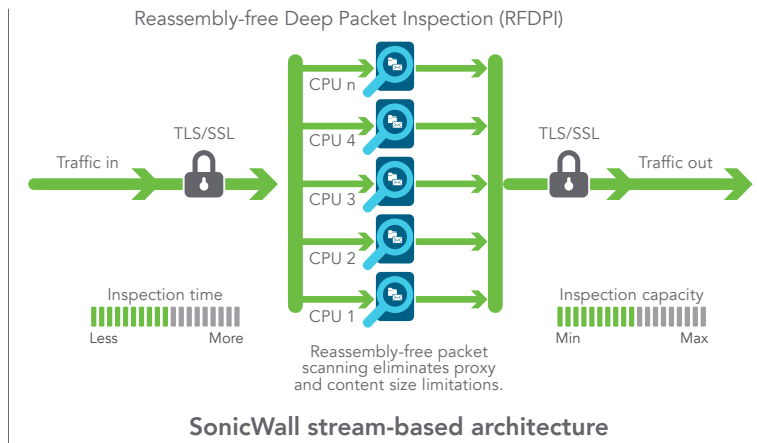 Reassembly-free Deep Packet Inspection (RFDPI)
CPU n
TLS/SSL
CPU 4
TLS/SSL
Traffic in
Traffic out
CPU 3
CPU 2
Inspection time
Less More
CPU 1
Inspection capacity
Min Max
Reassembly-free packet
scanning eliminates proxy
and content size limitations.
SonicWall stream-based architecture